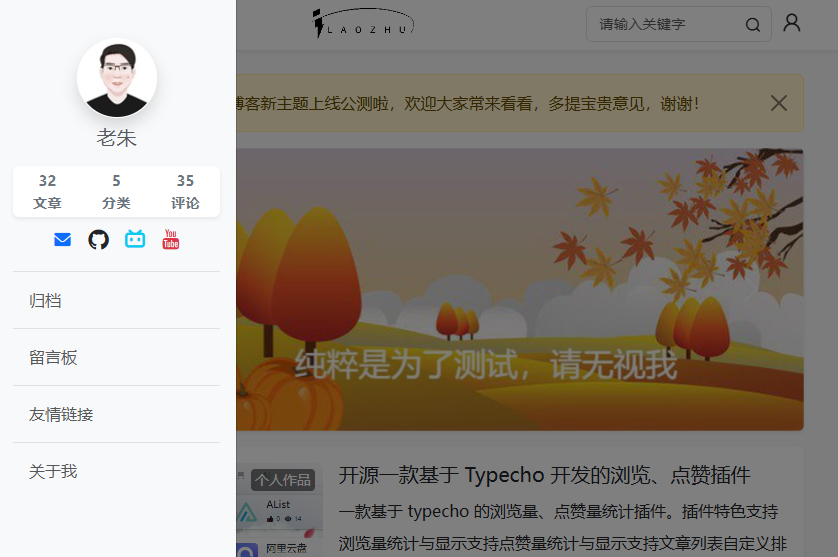 老朱
32 5 35
文章 分类 评论
You
Tube
归档
留言板
友情链接
关于我
iLAOZHU
请输入关键字
博客新主题上线公测啦，欢迎大家常来看看，多提宝贵意见，谢谢！
纯粹是为了测试，请无视我
个人作品
AList
6 14
阿里云盘
开源一款基于 Typecho 开发的浏览、点赞插件
一款基于 typecho 的浏览量、点赞量统计插件。插件特色支持
浏览量统计与显示支持点赞量统计与显示支持文章列表自定义排